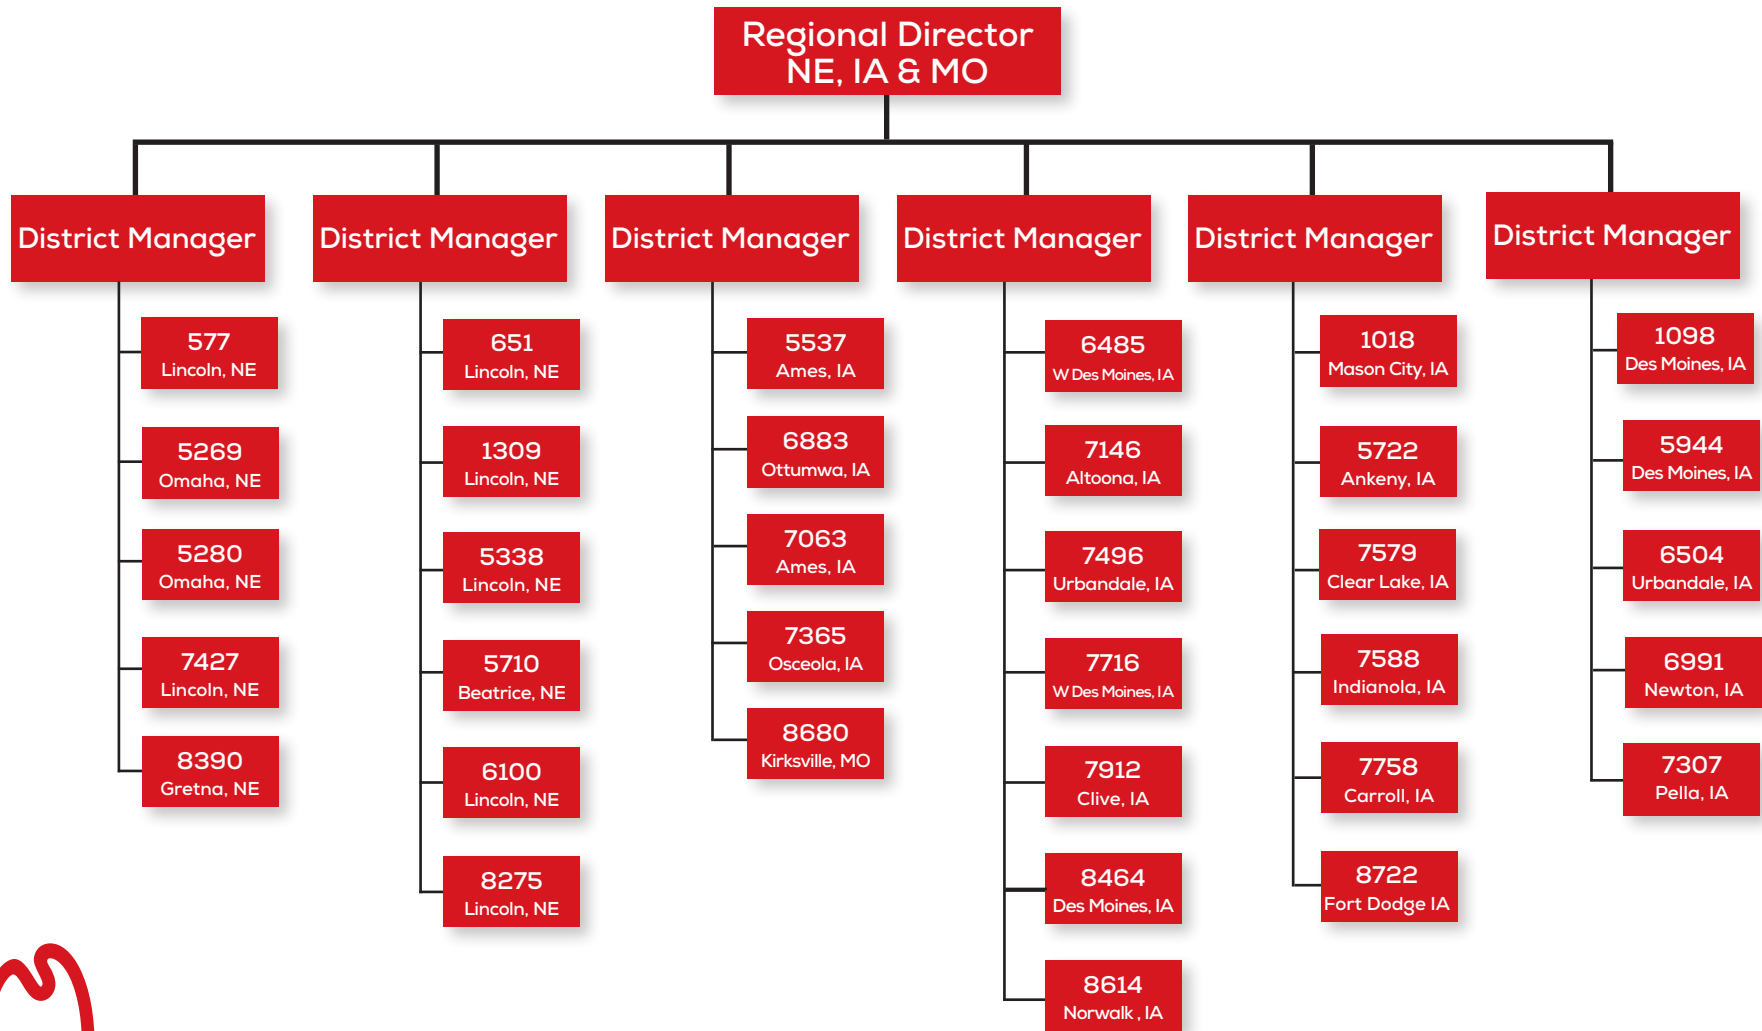 Regional Director
NE, IA & MO
District Manager
577
Lincoln, NE
5269
Omaha, NE
5280
Omaha, NE
7427
Lincoln, NE
8390
Gretna, NE
District Manager
651
Lincoln, NE
1309
Lincoln, NE
5338
Lincoln, NE
5710
Beatrice, NE
6100
Lincoln, NE
8275
Lincoln, NE
District Manager
5537
Ames, IA
6883
Ottumwa, IA
7063
Ames, IA
7365
Osceola, IA
8680
Kirksville, MO
District Manager
6485
W Des Moines, IA
7146
Altoona, IA
7496
Urbandale, IA
7716
W Des Moines, IA
7912
Clive, IA
8464
Des Moines, IA
8614
Norwalk , IA
District Manager
1018
Mason City, IA
5722
Ankeny, IA
7579
Clear Lake, IA
7588
Indianola, IA
7758
Carroll, IA
8722
Fort Dodge IA
District Manager
1098
Des Moines, IA
5944
Des Moines, IA
6504
Urbandale, IA
6991
Newton, IA
7307
Pella, IA